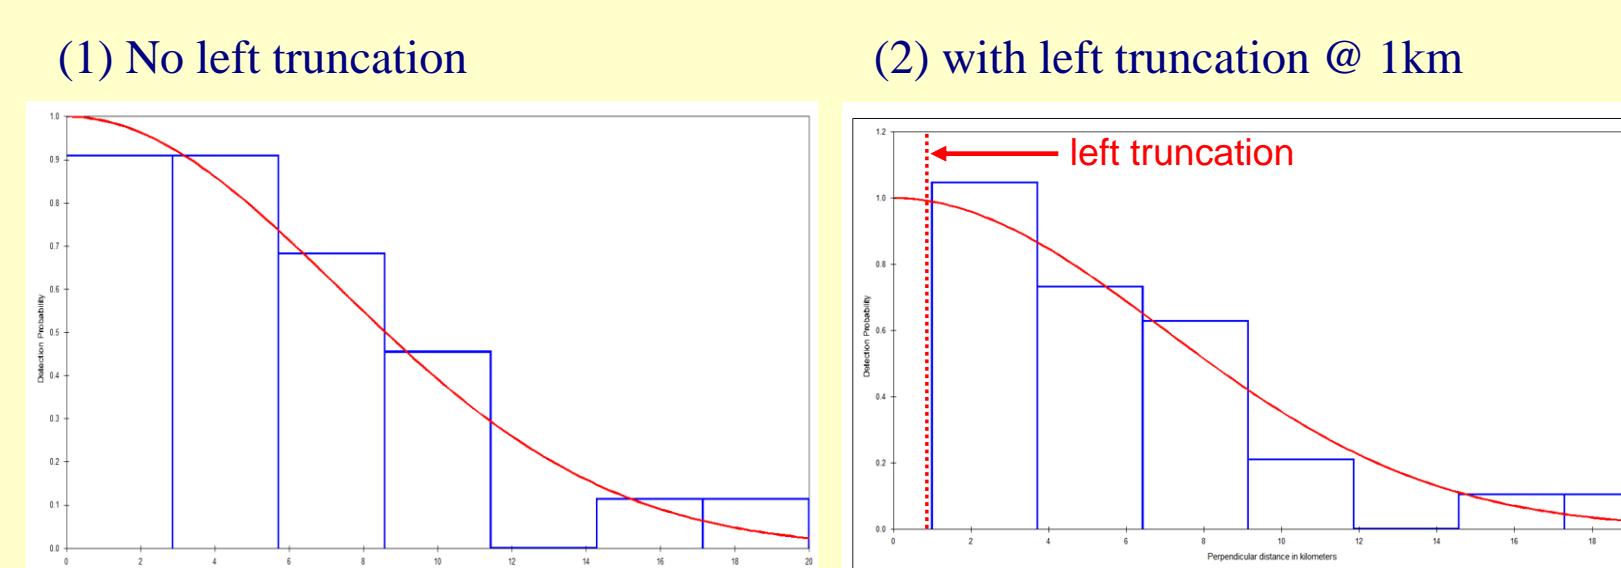 (1) No left truncation
(2) with left truncation @ 1km
1.0
0.9
0.8
0.7
0.6
0.5
0.4
0.3
0.2
0.1
0.0
Detection Probability
0 2 4 6 8 10 12 14 16 18 20
left truncation
1.2
1.0
0.8
0.6
0.4
0.2
0.0
Detection Probability
0 2 4 6 8 10 12 14 16 18
Perpendicular distance in kilometers